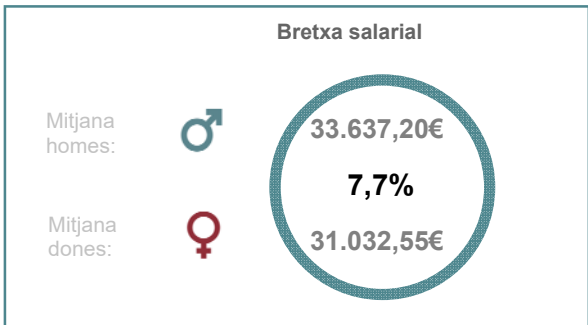 Bretxa salarial
Mitjana
homes:
33.637,20€
7,7%
Mitjana
dones:
31.032,55€